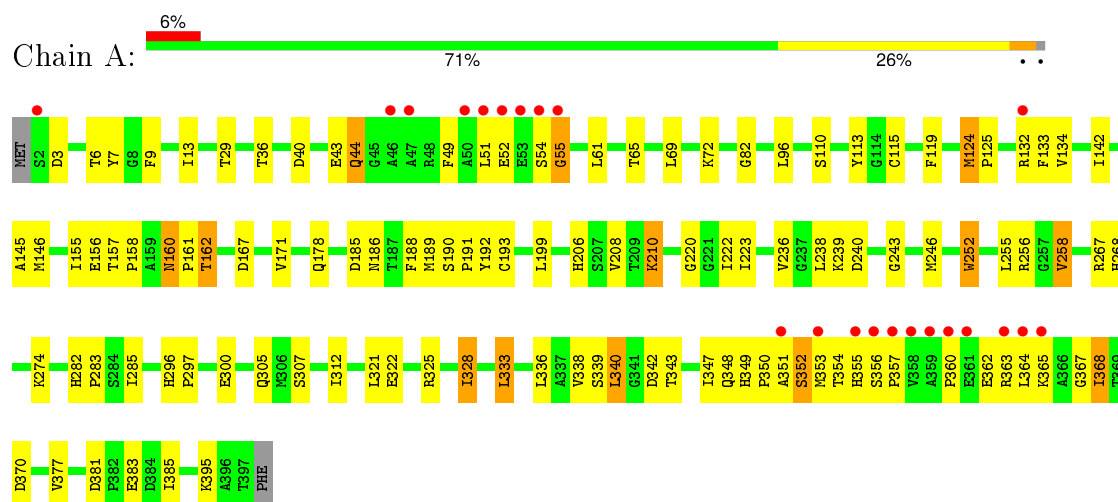 6%
Chain A:
71% 26% • •
MET S2 D3 T6 Y7 G8 F9 I13 T29 T36 D40 E43 Q44 G45 A46 A47 R48 F49 A50 L51 E52 E53 S54 G55 L61 T65 L69 K72 G82 L96 S110 Y113 G114 C115 F119 M124 P125 R132 F133 V134 I142
A145 M146 I155 E156 T157 P158 A159 N160 P161 T162 D167 V171 Q178 D185 N186 T187 F188 M189 S190 P191 Y192 C193 L199 H206 S207 V208 T209 K210 G220 G221 I222 I223 V236 G237 L238 K239 D240 G243 M246 W252 L255 R256 G257 V258 R267 H268
K274 H282 P283 S284 I285 H296 P297 E300 Q305 M306 S307 I312 L321 E322 R325 I328 L333 L336 A337 V338 S339 L340 G341 D342 T343 I347 Q348 H349 P350 A351 S352 M353 T354 H355 S356 P357 V358 A359 P360 E361 E362 R363 L364 K365 A366 G367 I368 T369
D370 V377 D381 P382 E383 D384 I385 K395 A396 T397 PHE